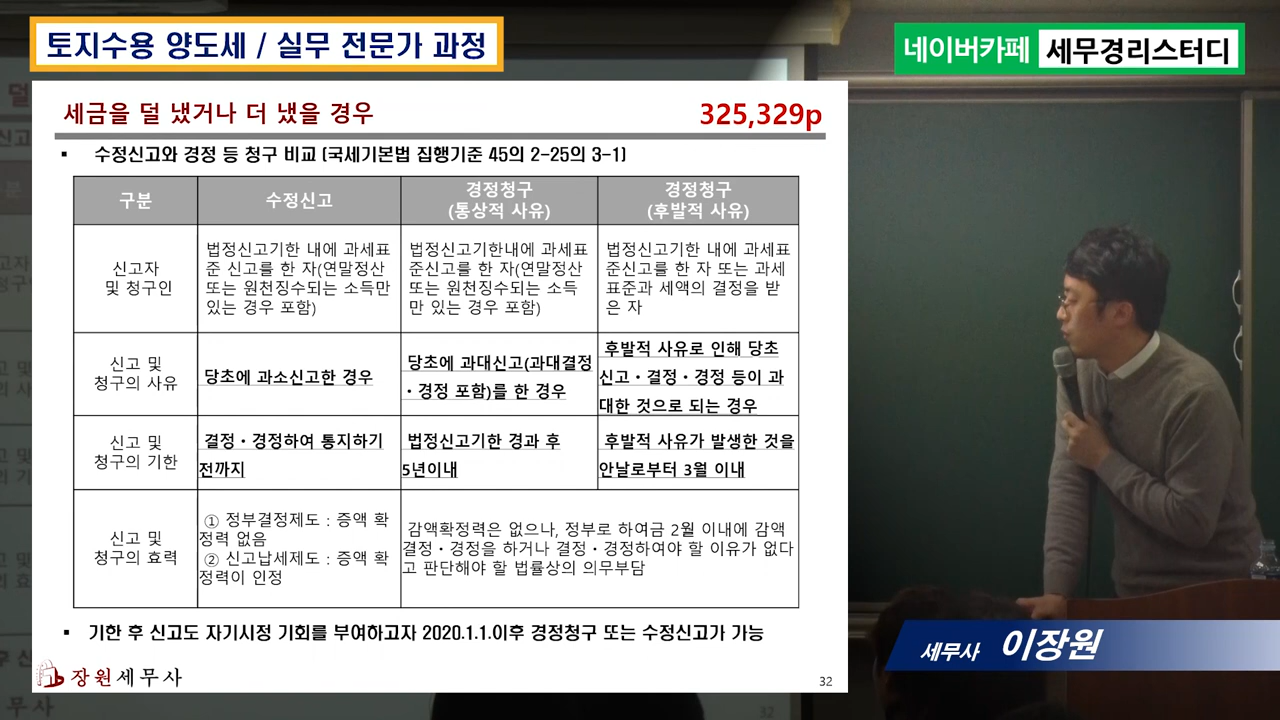 토지수용 양도세 / 실무 전문가 과정
네이버카페 세무경리스터디
세금을 덜 냈거나 더 냈을 경우
325,329p
▪ 수정신고와 경정 등 청구 비교 (국세기본법 집행기준 45의 2-25의 3-1)
구분
수정신고
경정청구
(통상적 사유)
경정청구
(후발적 사유)
신고자
및 청구인
법정신고기한 내에 과세표
준 신고를 한 자(연말정산
또는 원천징수되는 소득만
있는 경우 포함)
법정신고기한내에 과세표
준신고를 한 자(연말정산
또는 원천징수되는 소득
만 있는 경우 포함)
법정신고기한 내에 과세표
준신고를 한 자 또는 과세
표준과 세액의 결정을 받
은 자
신고 및
청구의 사유
당초에 과소신고한 경우
당초에 과대신고(과대결정
・경정 포함)를 한 경우
후발적 사유로 인해 당초
신고・결정・경정 등이 과
대한 것으로 되는 경우
신고 및
청구의 기한
결정・경정하여 통지하기
전까지
법정신고기한 경과 후
5년이내
후발적 사유가 발생한 것을
안날로부터 3월 이내
신고 및
청구의 효력
① 정부결정제도 : 증액 확
정력 없음
② 신고납세제도 : 증액 확
정력이 인정
감액확정력은 없으나, 정부로 하여금 2월 이내에 감액
결정・경정을 하거나 결정・경정하여야 할 이유가 없다
고 판단해야 할 법률상의 의무부담
▪ 기한 후 신고도 자기시정 기회를 부여하고자 2020.1.1.이후 경정청구 또는 수정신고가 가능
장원세무사
32
세무사 이장원